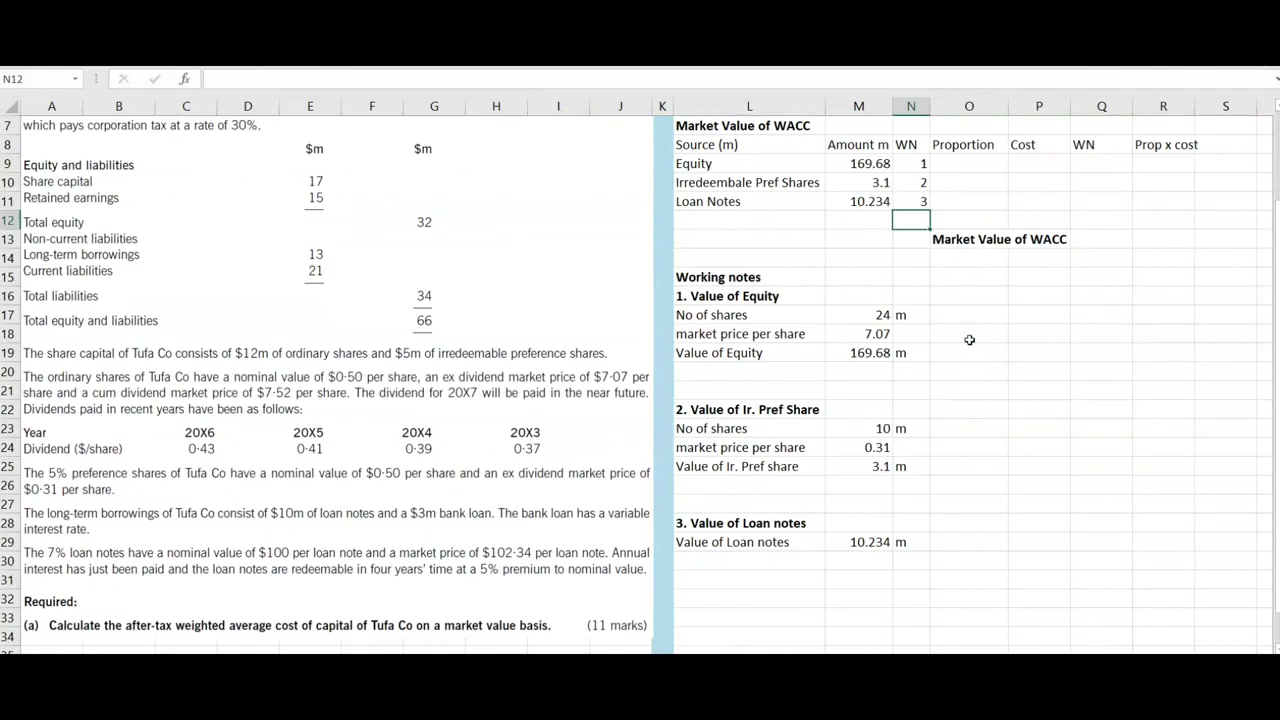 N12 fx
A B C D E F G H I J K L M N O P Q R S
7 which pays corporation tax at a rate of 30%. Market Value of WACC
8 $m $m Source (m) Amount m WN Proportion Cost WN Prop x cost
9 Equity and liabilities Equity 169.68 1
10 Share capital 17 Irredeembale Pref Shares 3.1 2
11 Retained earnings 15 Loan Notes 10.234 3
12 Total equity 32
13 Non-current liabilities Market Value of WACC
14 Long-term borrowings 13
15 Current liabilities 21 Working notes
16 Total liabilities 34 1. Value of Equity
17 Total equity and liabilities 66 No of shares 24 m
18 market price per share 7.07
19 The share capital of Tufa Co consists of $12m of ordinary shares and $5m of irredeemable preference shares. Value of Equity 169.68 m
20 The ordinary shares of Tufa Co have a nominal value of $0·50 per share, an ex dividend market price of $7·07 per
21 share and a cum dividend market price of $7·52 per share. The dividend for 20X7 will be paid in the near future.
22 Dividends paid in recent years have been as follows: 2. Value of Ir. Pref Share
23 Year 20X6 20X5 20X4 20X3 No of shares 10 m
24 Dividend ($/share) 0·43 0·41 0·39 0·37 market price per share 0.31
25 The 5% preference shares of Tufa Co have a nominal value of $0·50 per share and an ex dividend market price of Value of Ir. Pref share 3.1 m
26 $0·31 per share.
27 The long-term borrowings of Tufa Co consist of $10m of loan notes and a $3m bank loan. The bank loan has a variable
28 interest rate. 3. Value of Loan notes
29 The 7% loan notes have a nominal value of $100 per loan note and a market price of $102·34 per loan note. Annual Value of Loan notes 10.234 m
30 interest has just been paid and the loan notes are redeemable in four years' time at a 5% premium to nominal value.
31
32 Required:
33 (a) Calculate the after-tax weighted average cost of capital of Tufa Co on a market value basis. (11 marks)
34